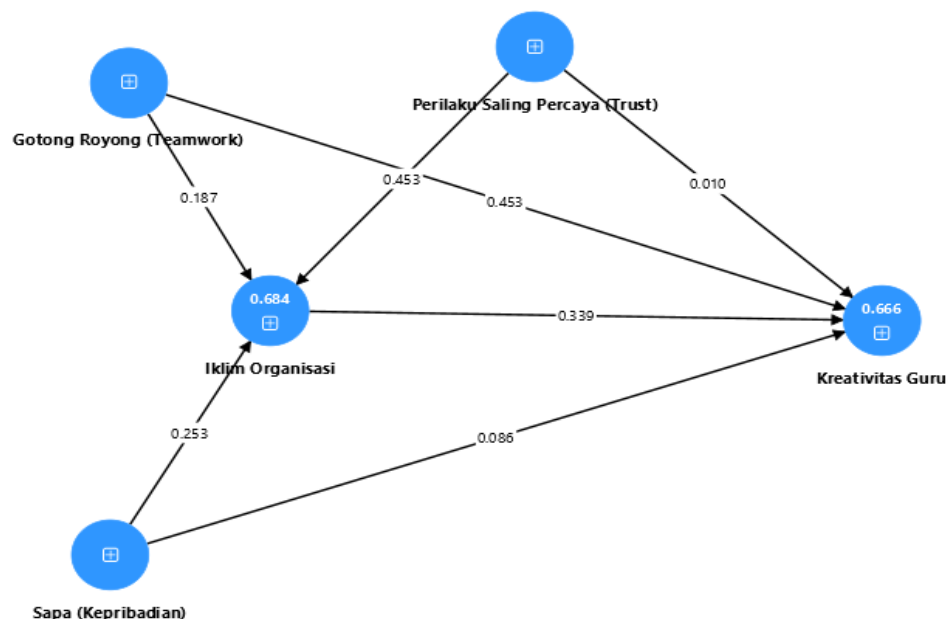 Perilaku Saling Percaya (Trust)
Gotong Royong (Teamwork)
0.453
0.010
0.187
0.453
0.684
0.666
0.339
Iklim Organisasi
Kreativitas Guru
0.253
0.086
Sapa (Kepribadian)